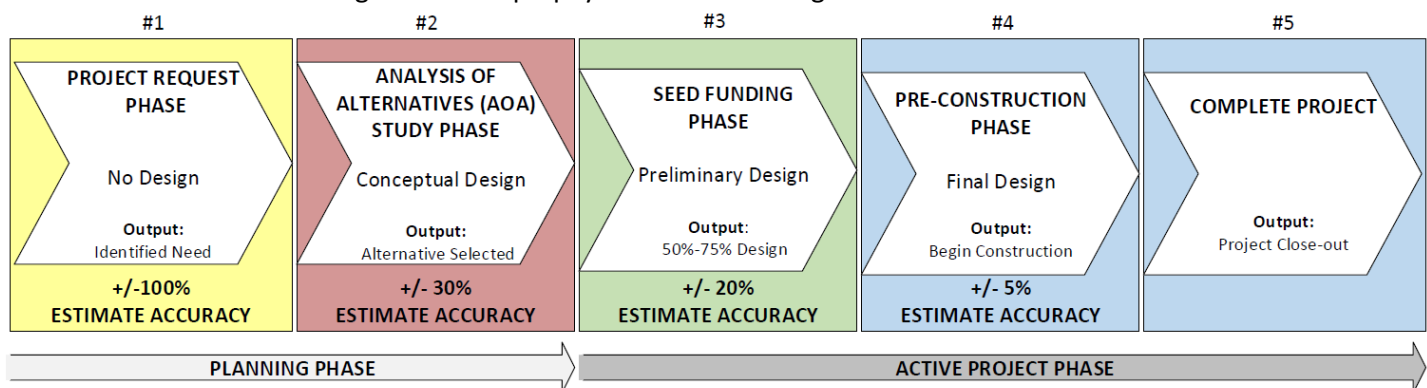 #1
#2
#3
#4
#5
PROJECT REQUEST
PHASE
No Design
Output:
Identified Need
+/-100%
ESTIMATE ACCURACY
ANALYSIS OF
ALTERNATIVES (AOA)
STUDY PHASE
Conceptual Design
Output:
Alternative Selected
+/- 30%
ESTIMATE ACCURACY
SEED FUNDING
PHASE
Preliminary Design
Output:
50%-75% Design
+/- 20%
ESTIMATE ACCURACY
PRE-CONSTRUCTION
PHASE
Final Design
Output:
Begin Construction
+/- 5%
ESTIMATE ACCURACY
COMPLETE PROJECT
Output:
Project Close-out
PLANNING PHASE
ACTIVE PROJECT PHASE